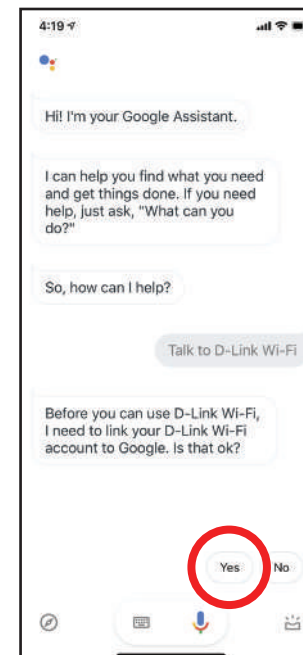 4:19
Hi! I'm your Google Assistant.
I can help you find what you need
and get things done. If you need
help, just ask, "What can you
do?"
So, how can I help?
Talk to D-Link Wi-Fi
Before you can use D-Link Wi-Fi,
I need to link your D-Link Wi-Fi
account to Google. Is that ok?
Yes No